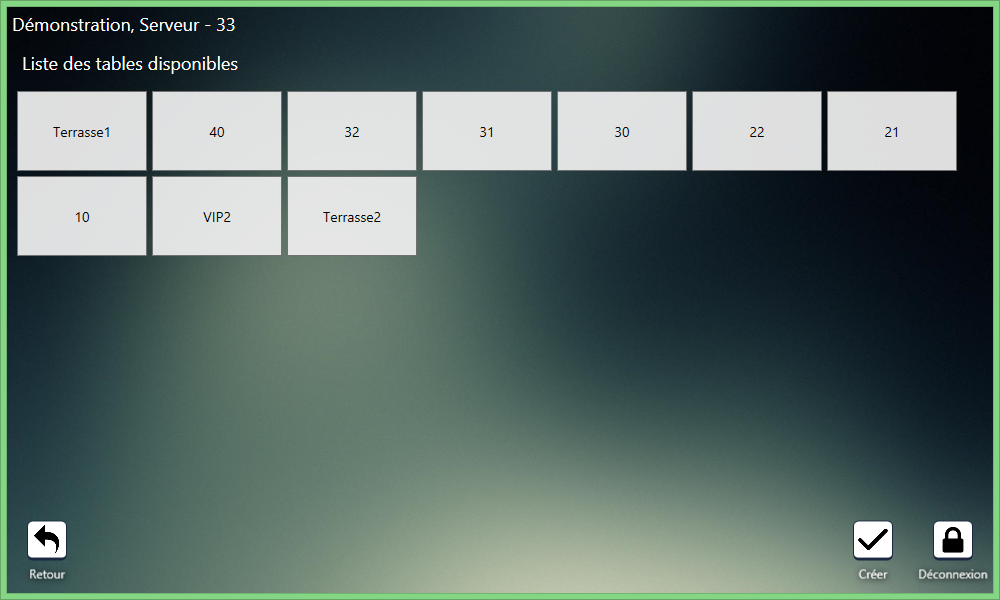 Démonstration, Serveur - 33
Liste des tables disponibles
Terrasse1 40 32 31 30 22 21
10 VIP2 Terrasse2
Retour Créer Déconnexion